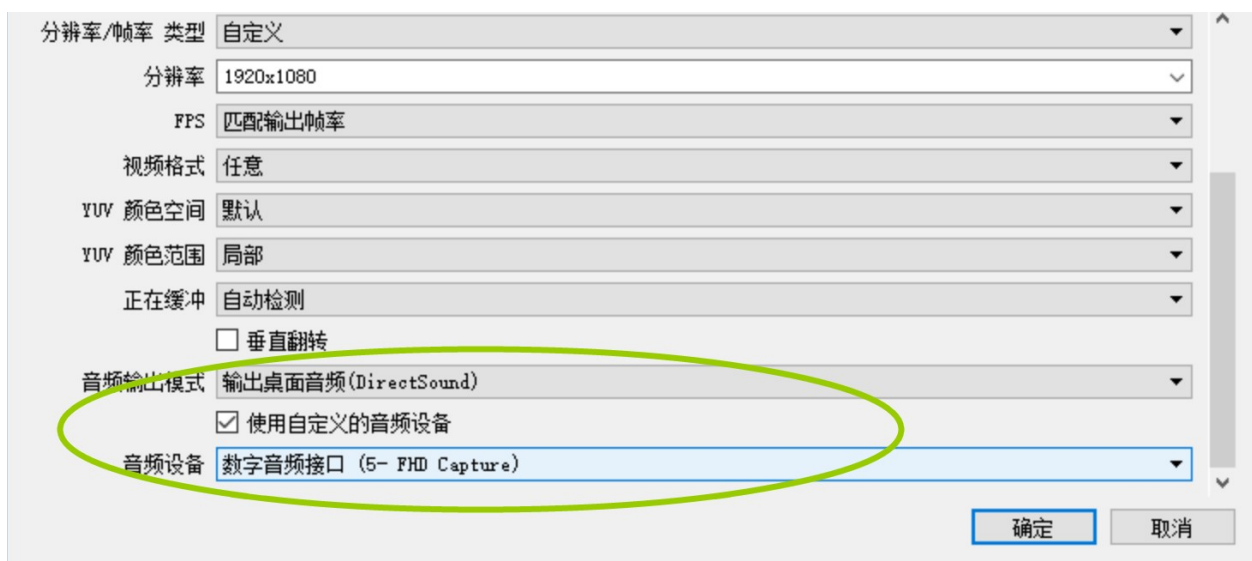 分辨率/帧率 类型 自定义
分辨率 1920x1080
FPS 匹配输出帧率
视频格式 任意
YUV 颜色空间 默认
YUV 颜色范围 局部
正在缓冲 自动检测
垂直翻转
音频输出模式 输出桌面音频(DirectSound)
使用自定义的音频设备
音频设备 数字音频接口 (5- FHD Capture)
确定 取消